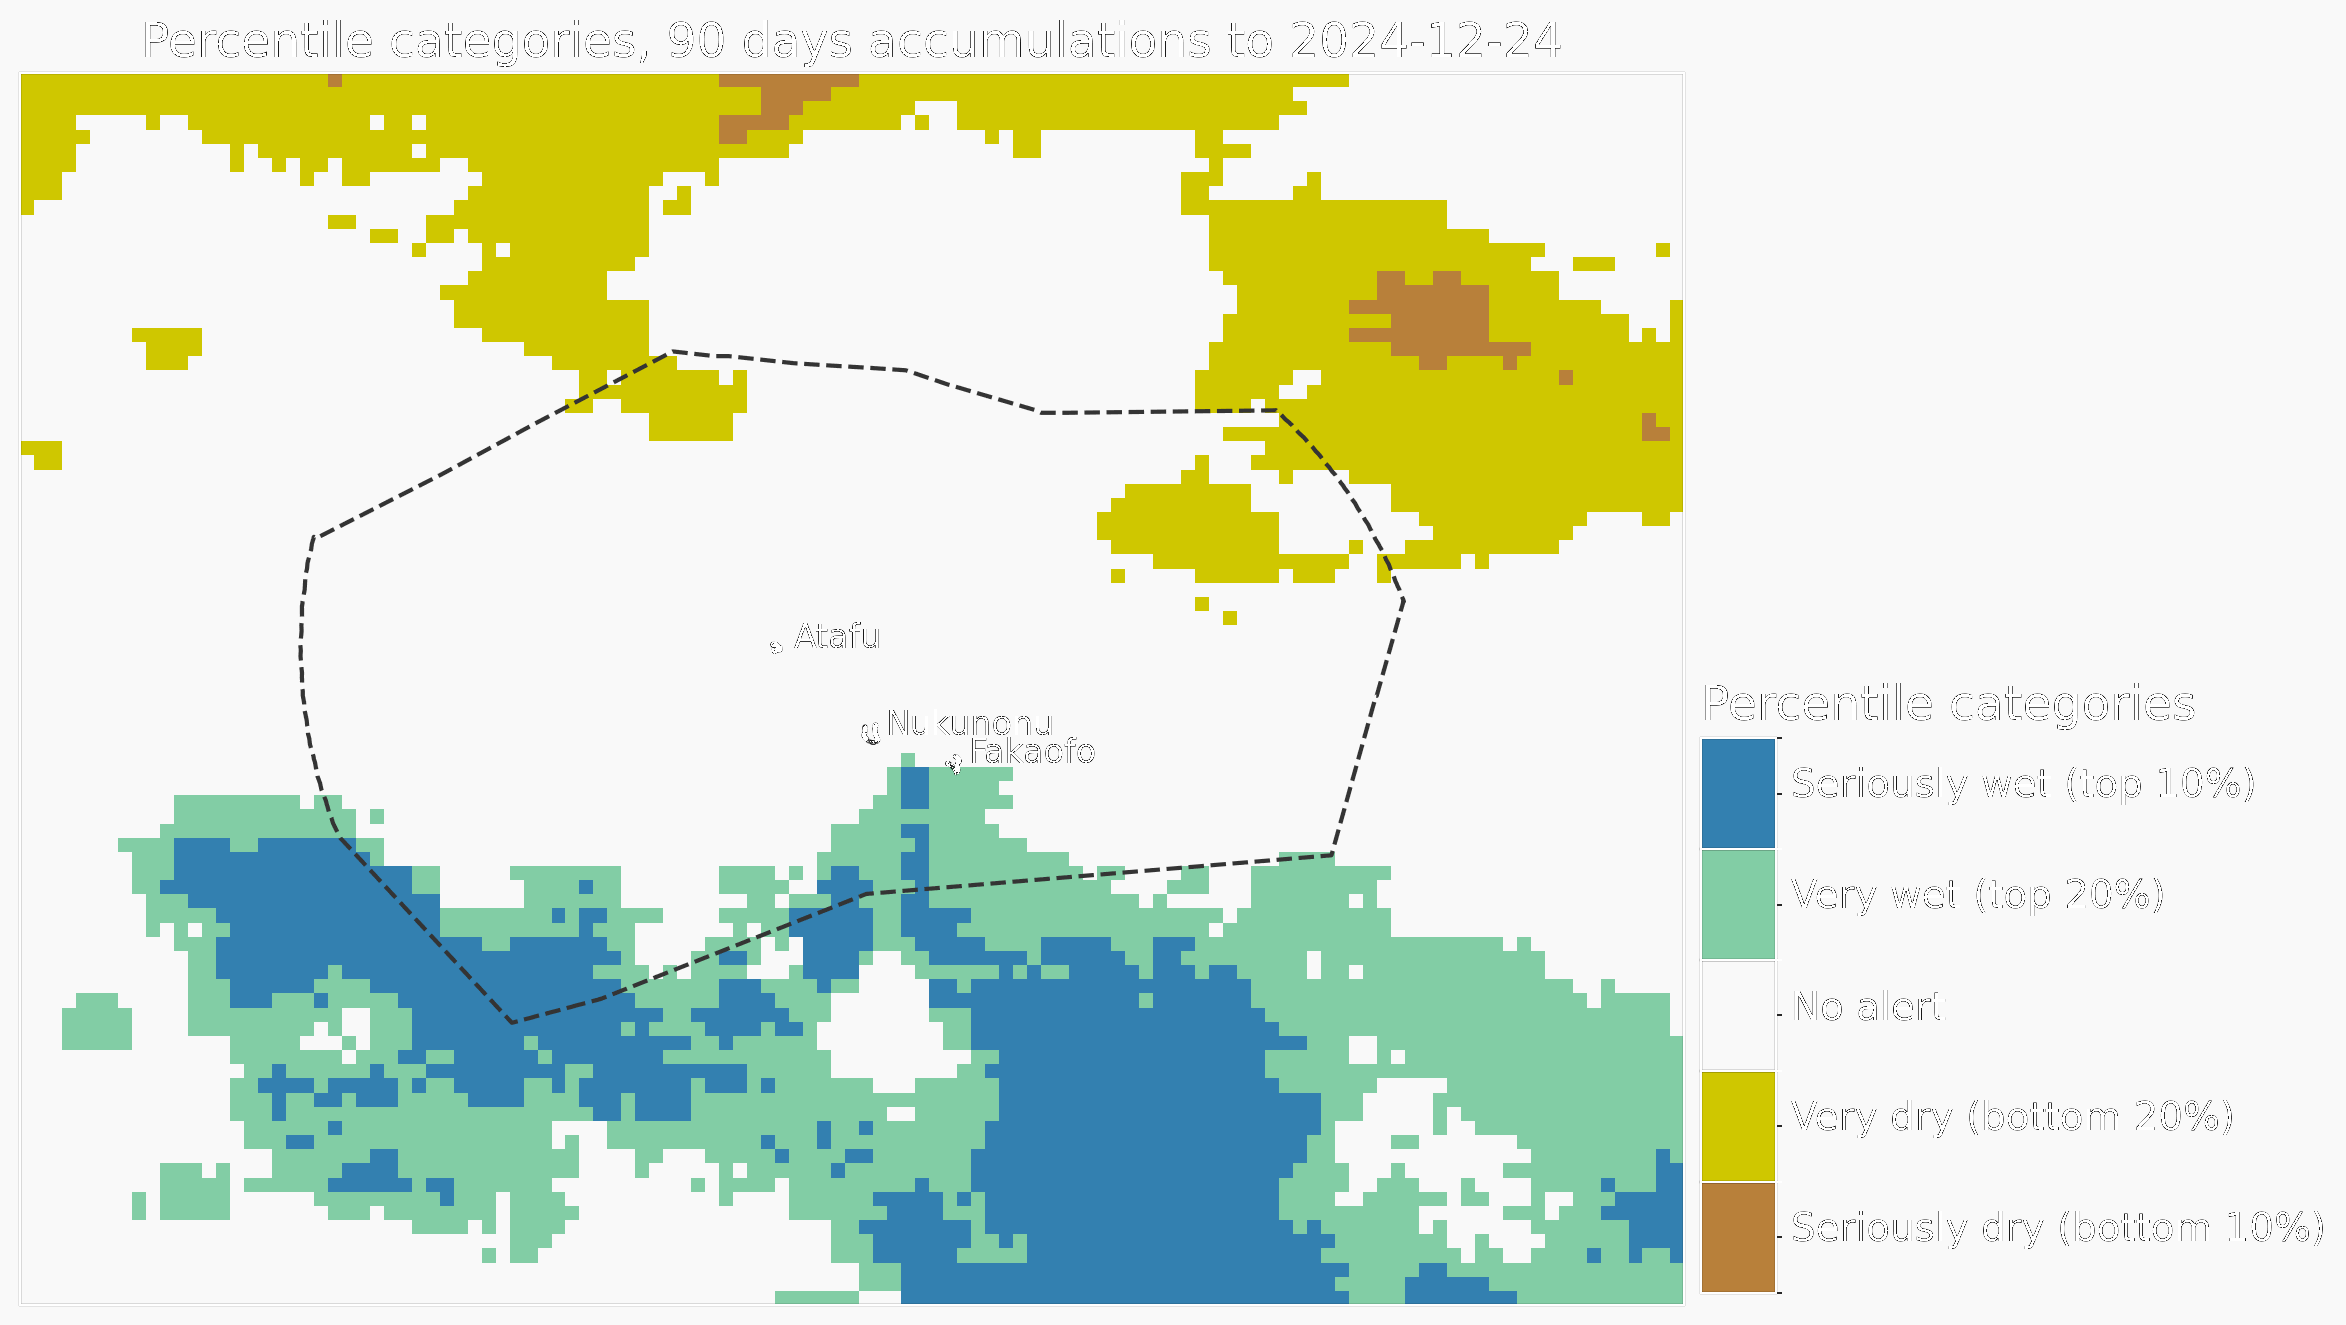 Percentile categories, 90 days accumulations to 2024-12-24
Atafu
Nukunonu
Fakaofo
Percentile categories
Seriously wet (top 10%)
Very wet (top 20%)
No alert
Very dry (bottom 20%)
Seriously dry (bottom 10%)